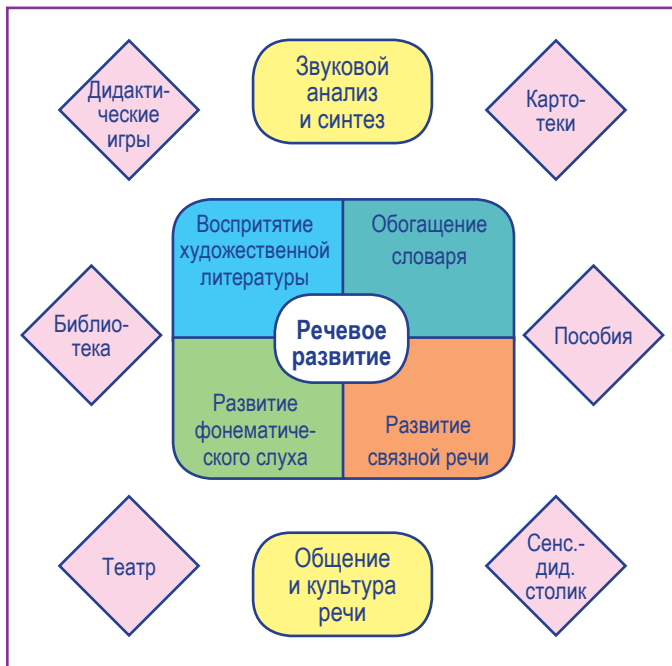 Дидакти-
ческие
игры
Звуковой
анализ
и синтез
Карто-
теки
Вospритятие
художественной
литературы
Обогащение
словаря
Библио-
тека
Речевое
развитие
Пособия
Развитие
фонематиче-
ского слуха
Развитие
связной речи
Театр
Общение
и культура
речи
Сенс.-
дид.
столик